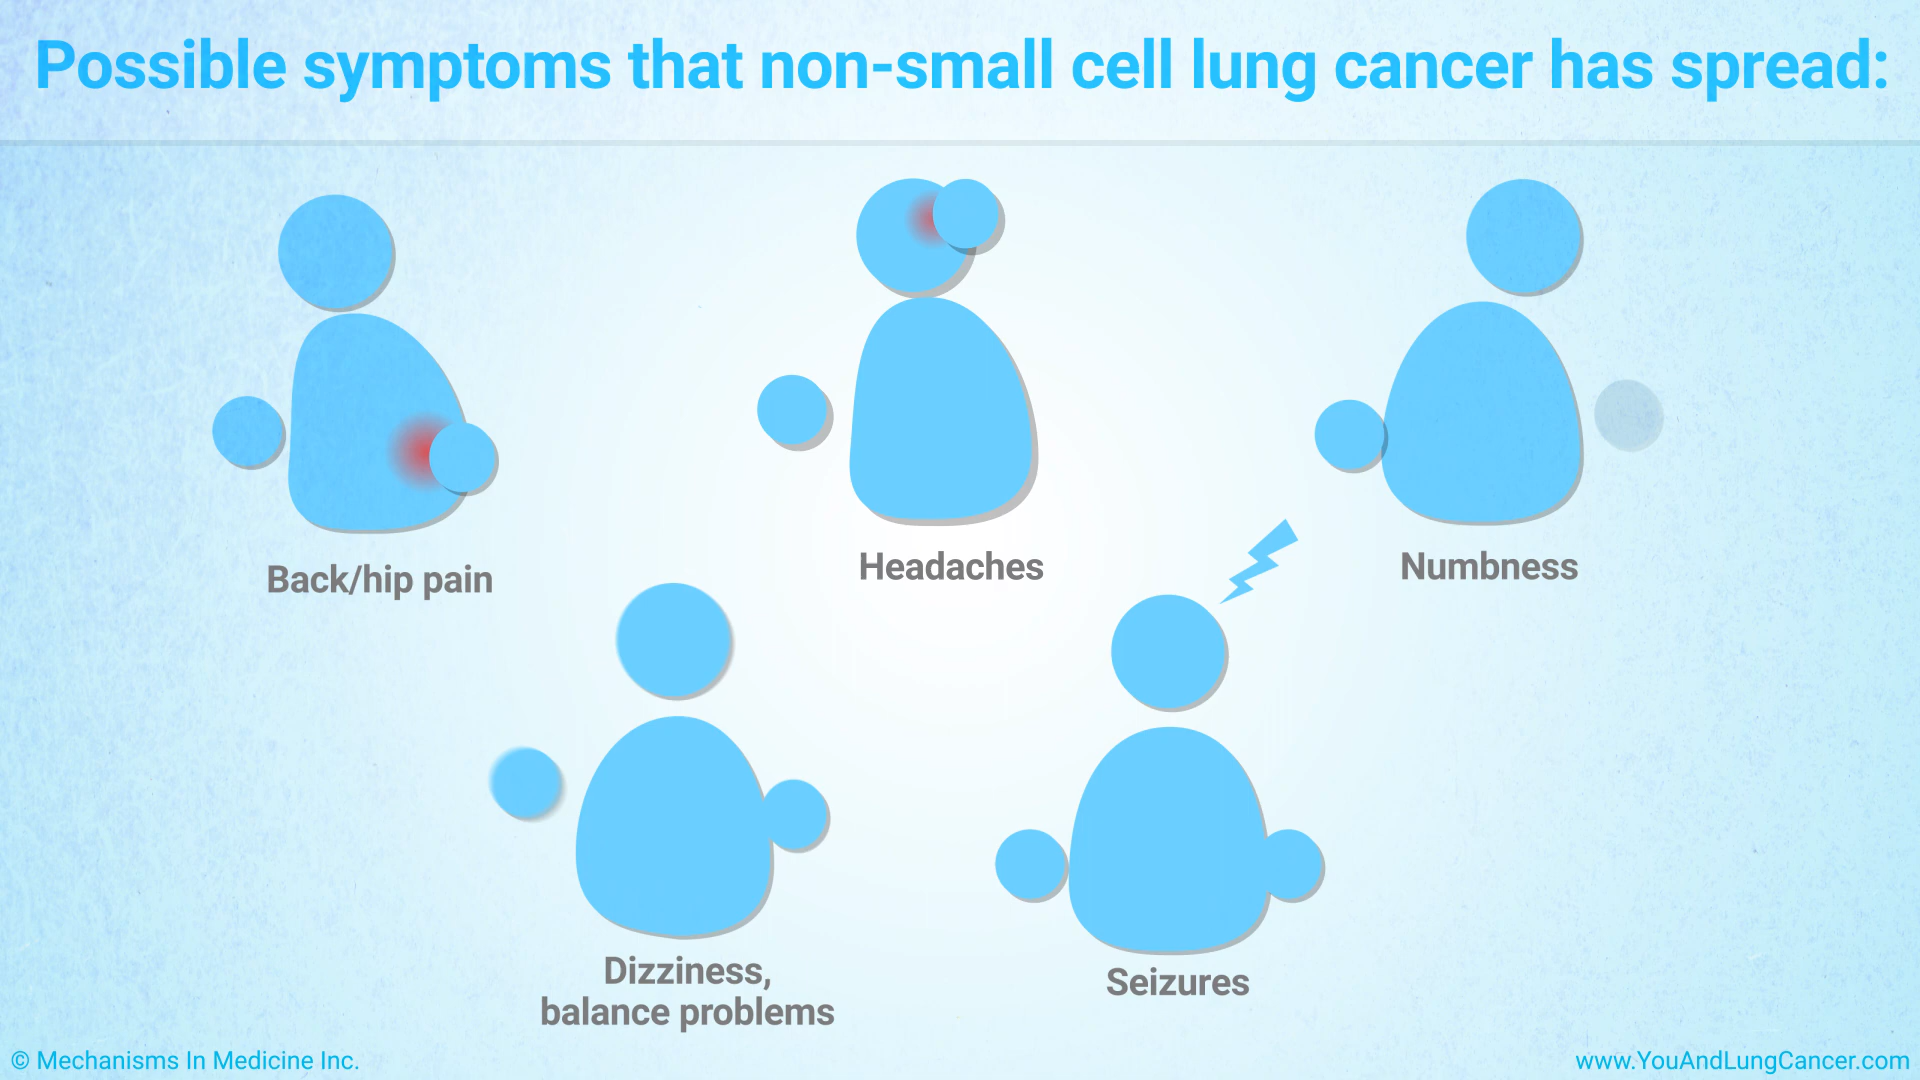 Possible symptoms that non-small cell lung cancer has spread:
Back/hip pain
Headaches
Numbness
Dizziness,
balance problems
Seizures
© Mechanisms In Medicine Inc.
www.YouAndLungCancer.com